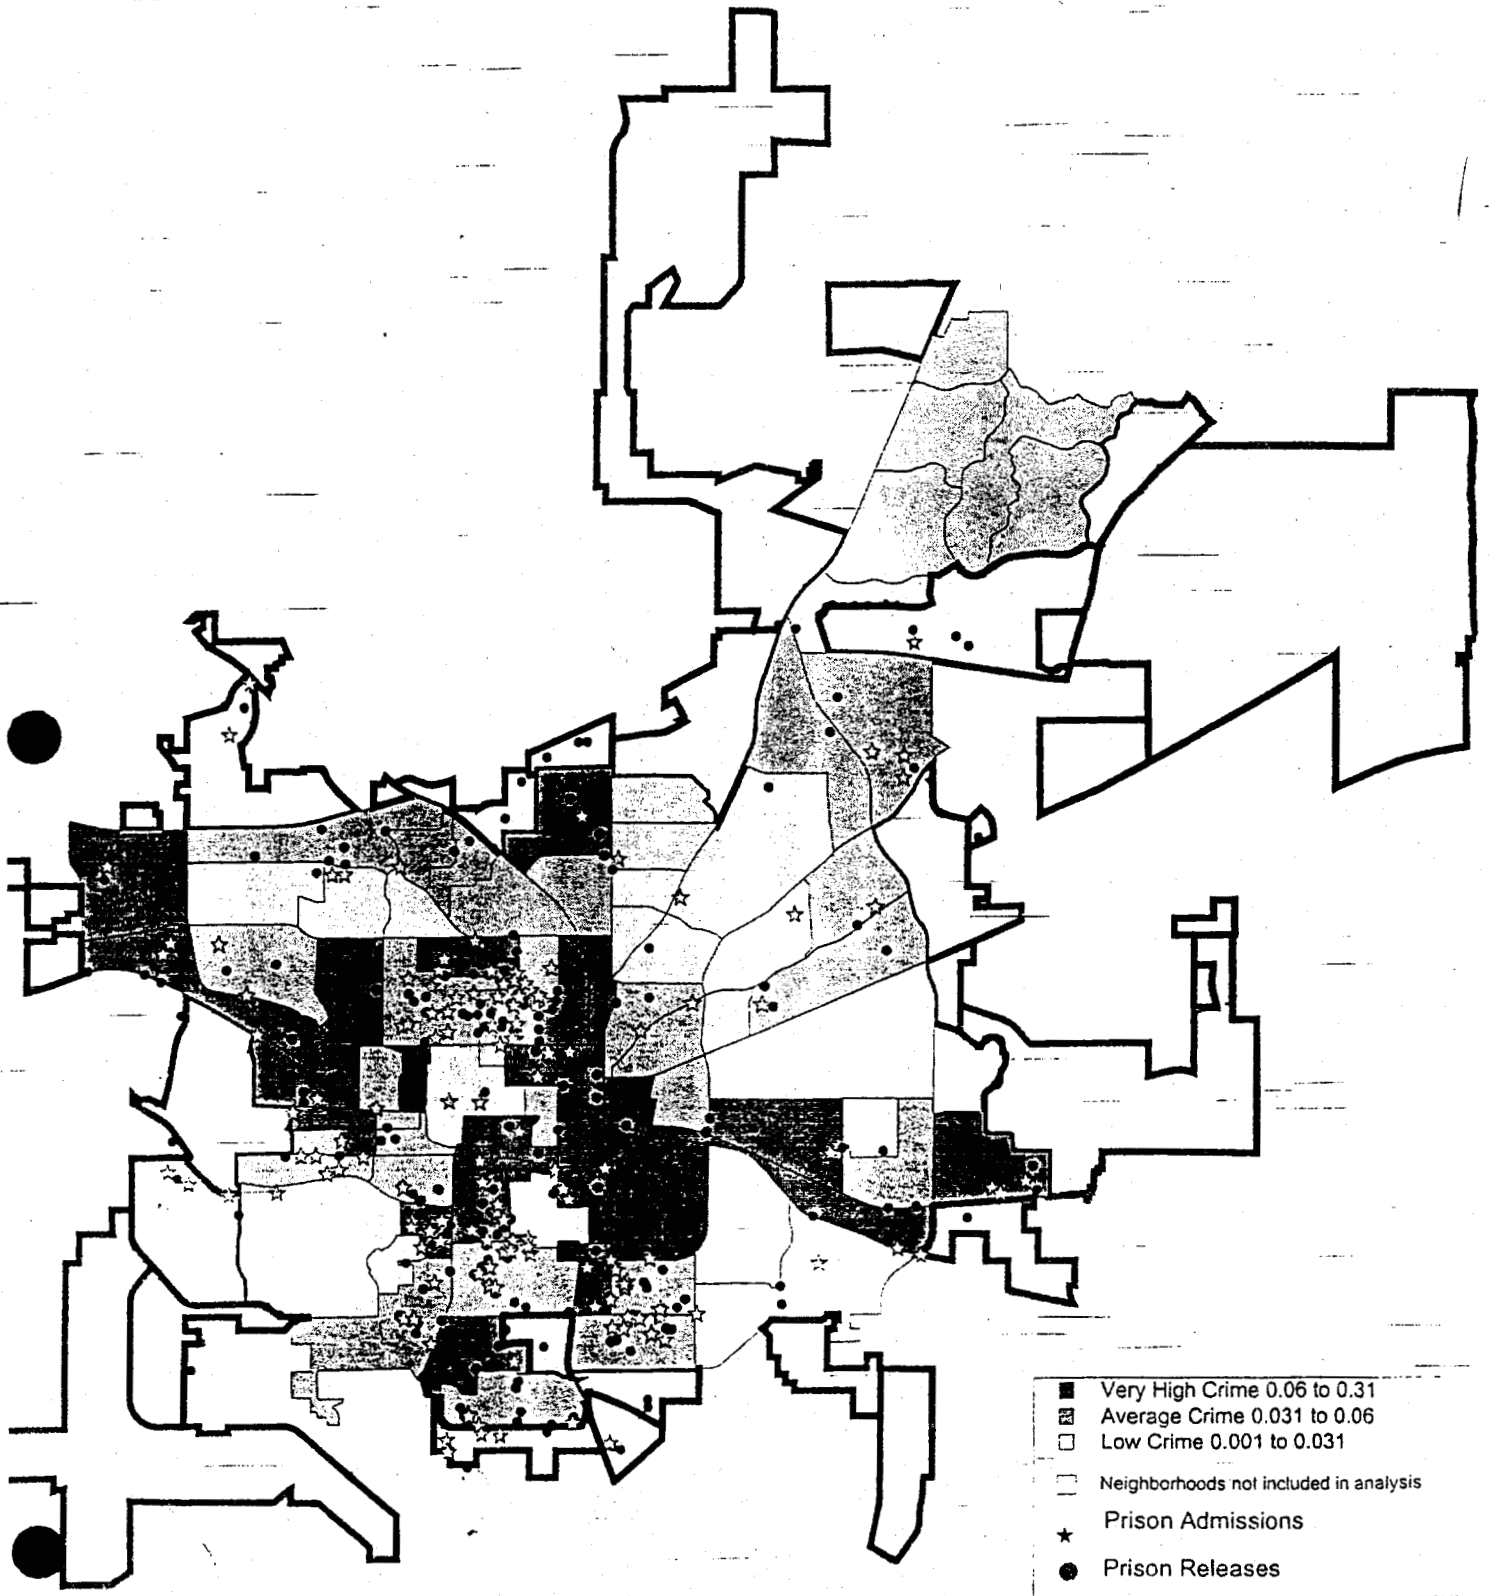 Very High Crime 0.06 to 0.31
Average Crime 0.031 to 0.06
Low Crime 0.001 to 0.031
Neighborhoods not included in analysis
Prison Admissions
Prison Releases